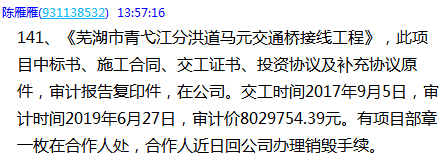 陈雁雁(931138532) 13:57:16
141、《芜湖市青弋江分洪道马元交通桥接线工程》，此项
目中标书、施工合同、交工证书、投资协议及补充协议原
件，审计报告复印件，在公司。交工时间2017年9月5日，审
计时间2019年6月27日，审计价8029754.39元。有项目部章
一枚在合作人处，合作人近日回公司办理销毁手续。